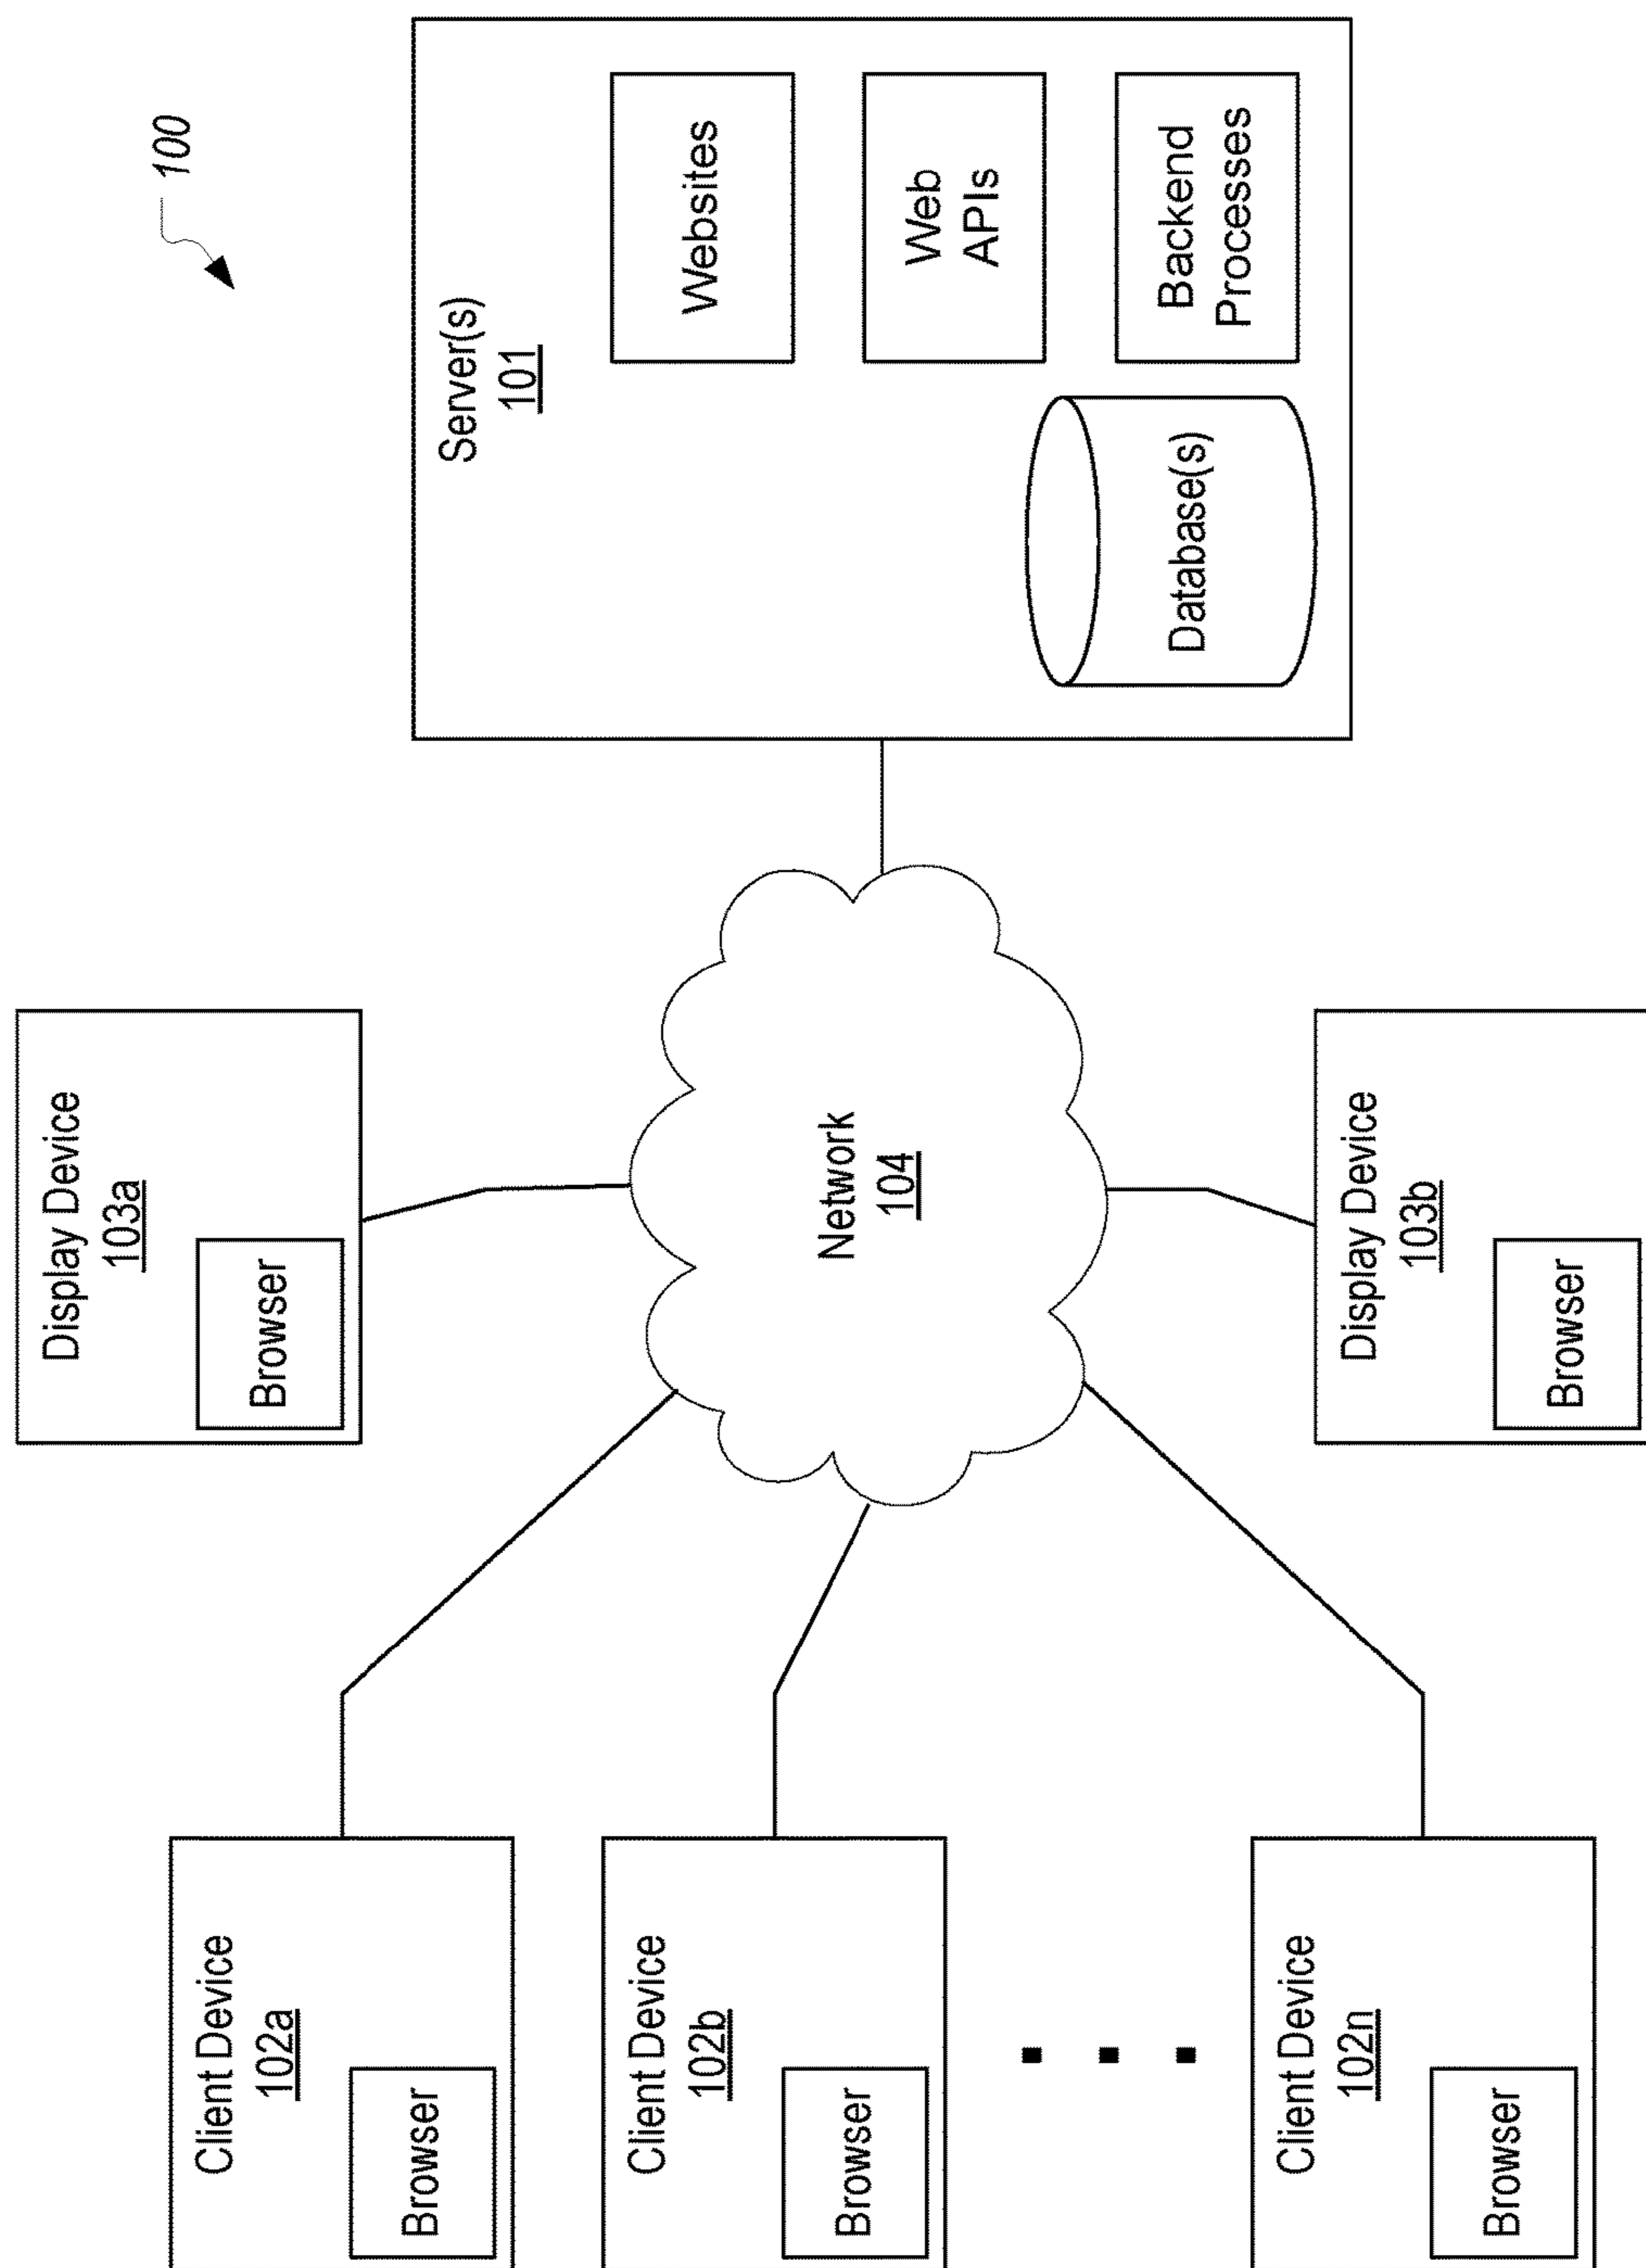 100
Client Device
102a
Browser
Client Device
102b
Browser
Client Device
102n
Browser
Display Device
103a
Browser
Network
104
Display Device
103b
Browser
Server(s)
101
Websites
Web
APIs
Database(s)
Backend
Processes